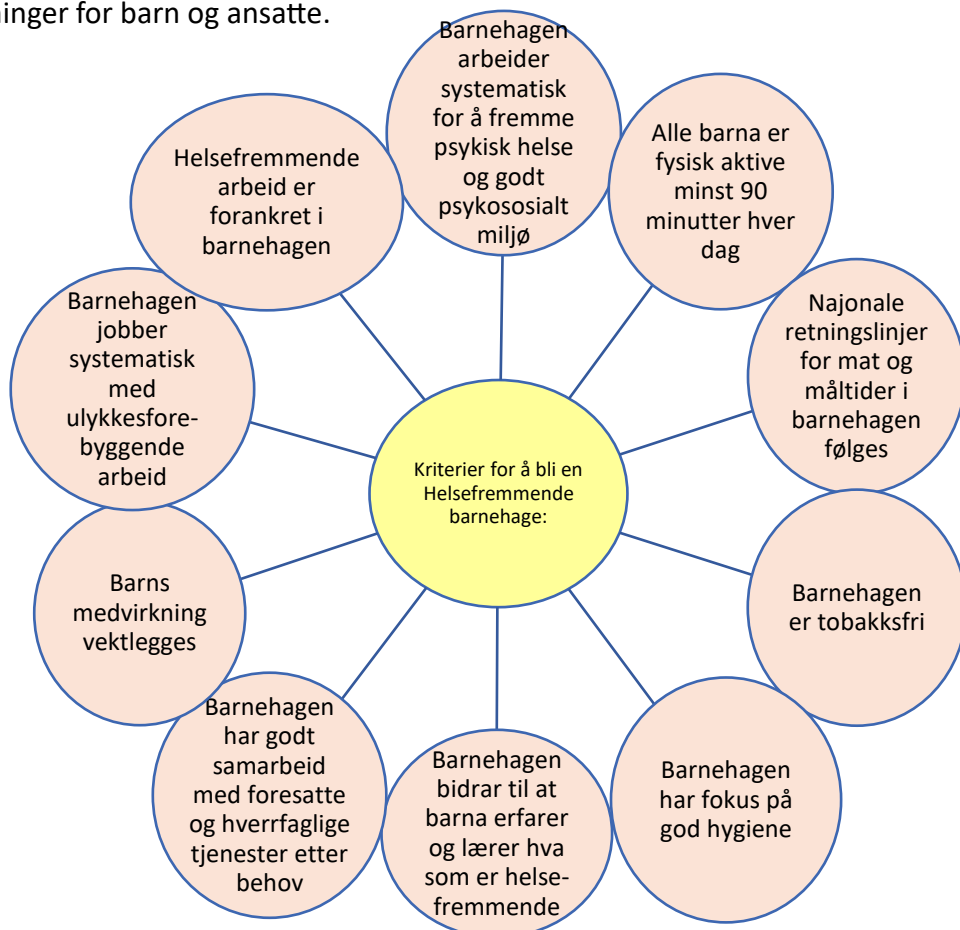 ninger for barn og ansatte.
Barnehagen
arbeider
systematisk
for å fremme
psykisk helse
og godt
psykososialt
miljø
Alle barna er
fysisk aktive
minst 90
minutter hver
dag
Najonale
retningslinjer
for mat og
måltider i
barnehagen
følges
Barnehagen
er tobakksfri
Barnehagen
har fokus på
god hygiene
Barnehagen
bidrar til at
barna erfarer
og lærer hva
som er helse-
fremmende
Barnehagen
har godt
samarbeid
med foresatte
og hverrfaglige
tjenester etter
behov
Barns
medvirkning
vektlegges
Barnehagen
jobber
systematisk
med
ulykkesfore-
byggende
arbeid
Helsefremmende
arbeid er
forankret i
barnehagen
Kriterier for å bli en
Helsefremmende
barnehage: